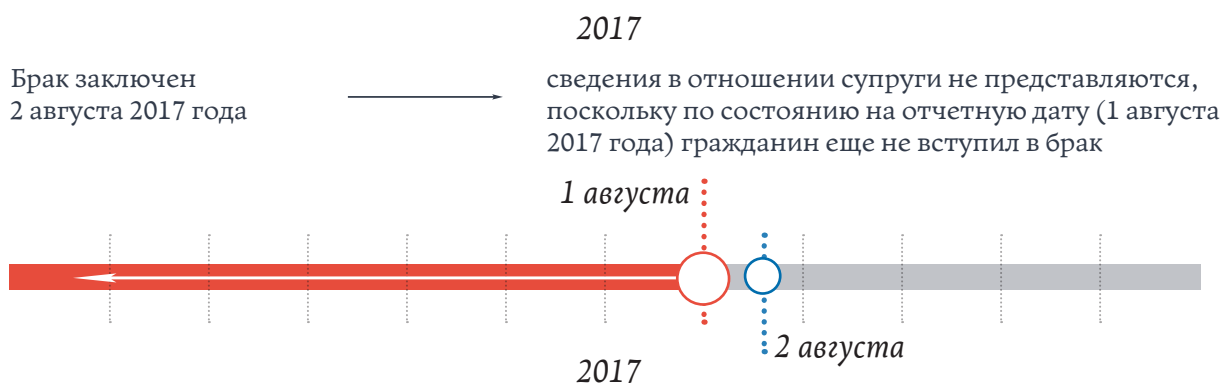 2017
Брак заключен
2 августа 2017 года
сведения в отношении супруги не представляются,
поскольку по состоянию на отчетную дату (1 августа
2017 года) гражданин еще не вступил в брак
1 августа
2 августа
2017